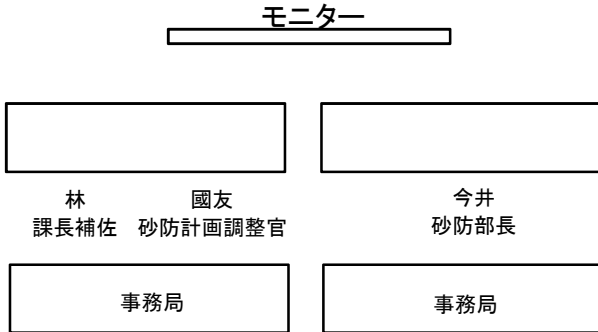 モニター
林 國友 今井
課長補佐 砂防計画調整官 砂防部長
事務局 事務局